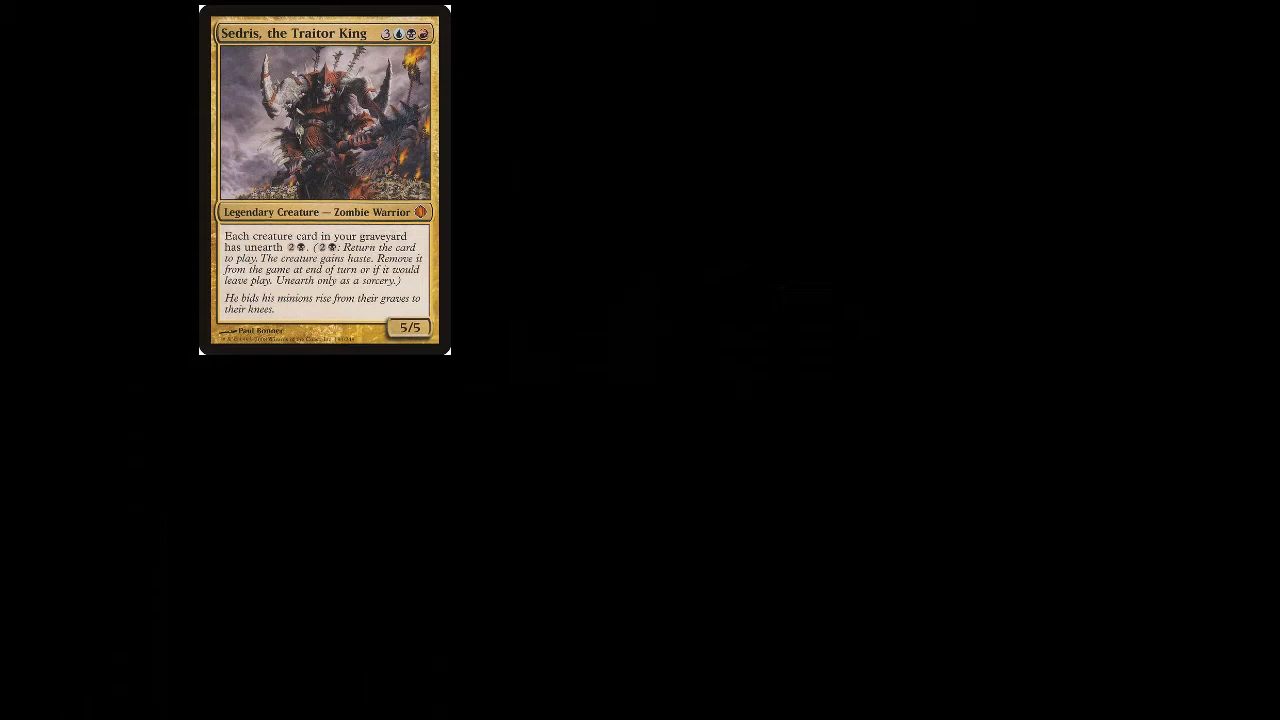 Sedris, the Traitor King 3
Legendary Creature — Zombie Warrior
Each creature card in your graveyard
has unearth 2. (2: Return the card
to play. The creature gains haste. Remove it
from the game at end of turn or if it would
leave play. Unearth only as a sorcery.)
He bids his minions rise from their graves to
their knees.
5/5
Paul Bonner